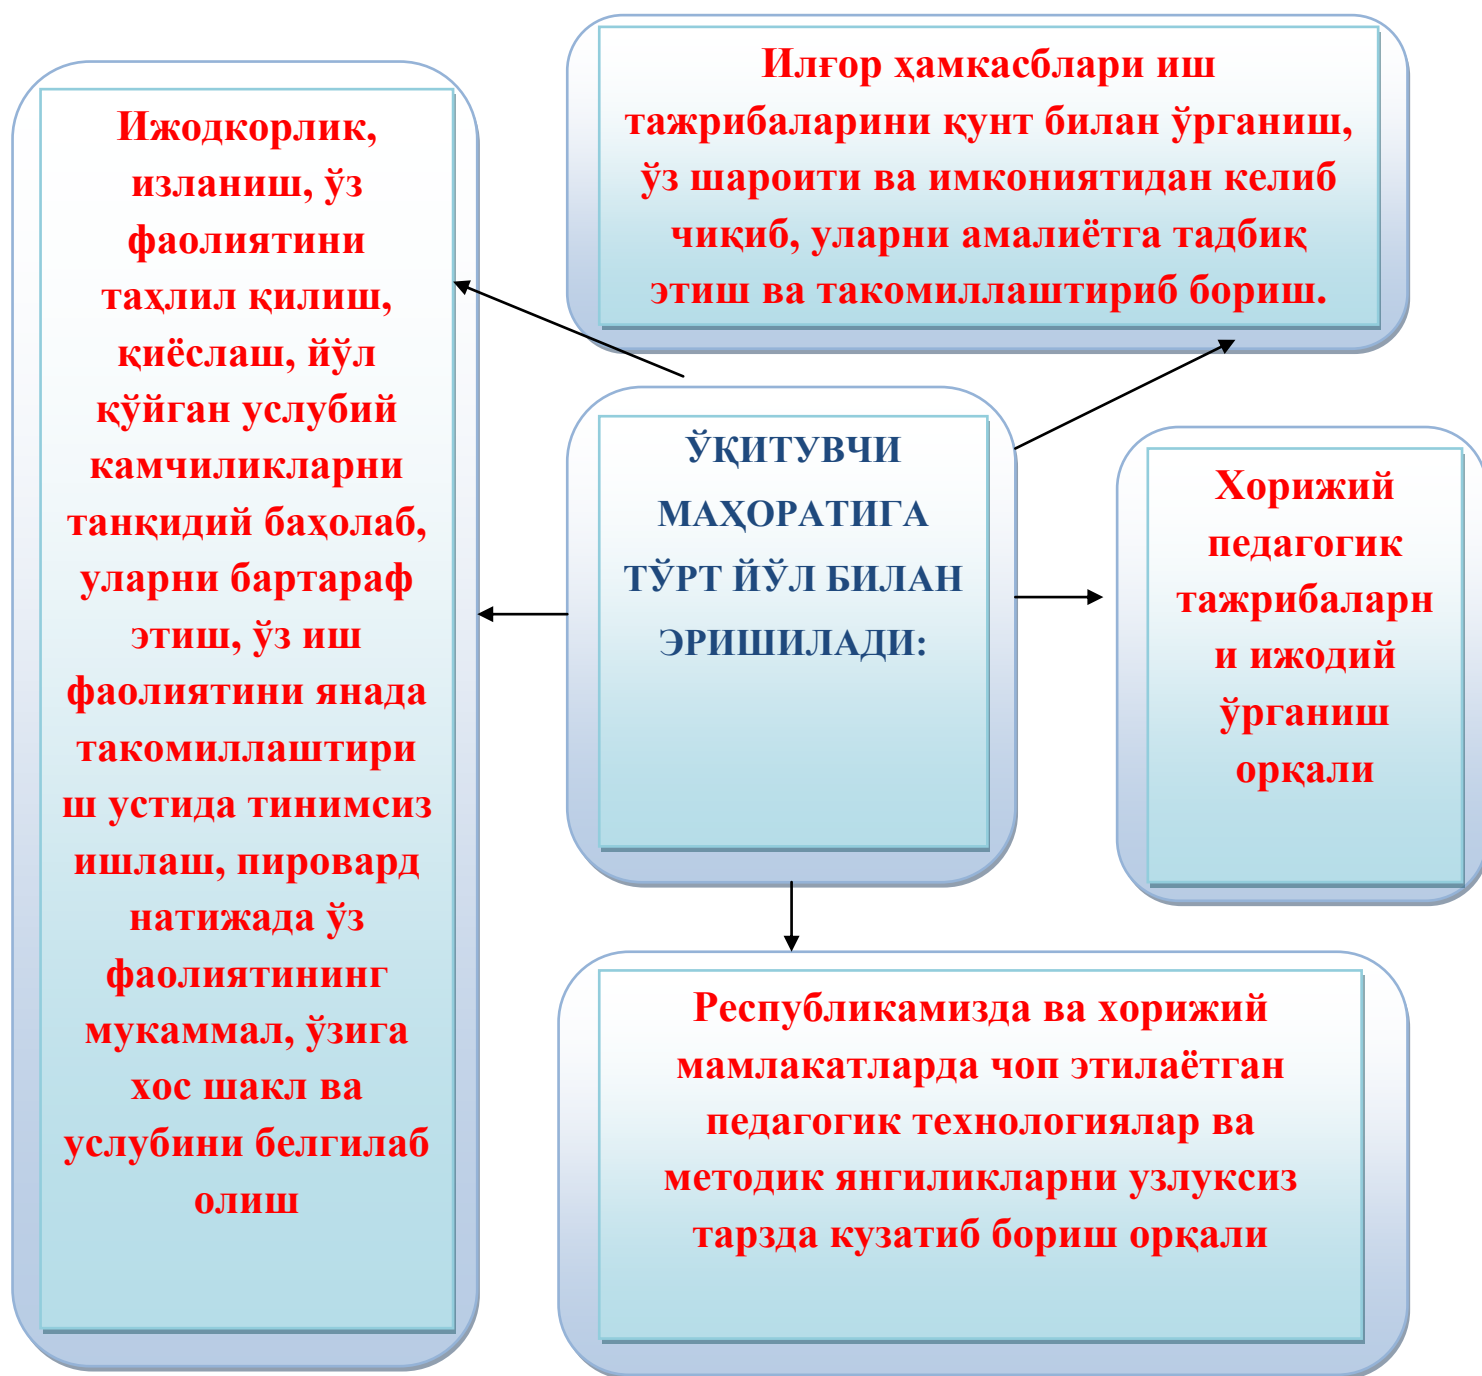 Ижодкорлик,
изланиш, ўз
фаолиятини
таҳлил қилиш,
қиёслаш, йўл
қўйган услубий
камчиликларни
танқидий баҳолаб,
уларни бартараф
этиш, ўз иш
фаолиятини янада
такомиллаштири
ш устида тинимсиз
ишлаш, пировард
натижада ўз
фаолиятининг
мукаммал, ўзига
хос шакл ва
услубини белгилаб
олиш
Илғор ҳамкасблари иш
тажрибаларини қунт билан ўрганиш,
ўз шароити ва имкониятидан келиб
чиқиб, уларни амалиётга тадбиқ
этиш ва такомиллаштириб бориш.
ЎҚИТУВЧИ
МАҲОРАТИГА
ТЎРТ ЙЎЛ БИЛАН
ЭРИШИЛАДИ:
Хорижий
педагогик
тажрибаларн
и ижодий
ўрганиш
орқали
Республикамизда ва хорижий
мамлакатларда чоп этилаётган
педагогик технологиялар ва
методик янгиликларни узлуксиз
тарзда кузатиб бориш орқали